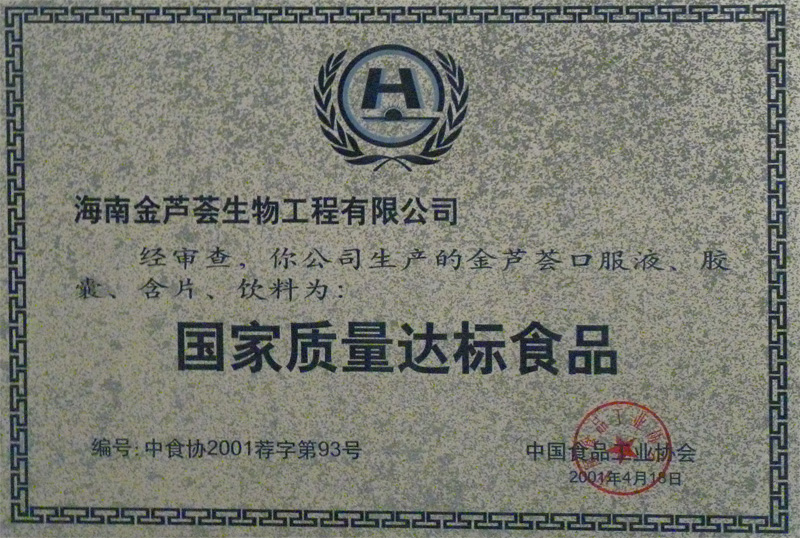 H
海南金芦荟生物工程有限公司
经审查，你公司生产的金芦荟口服液、胶
囊、含片、饮料为：
国家质量达标食品
编号：中食协2001荐字第93号
中国食品工业协会
2001年4月18日